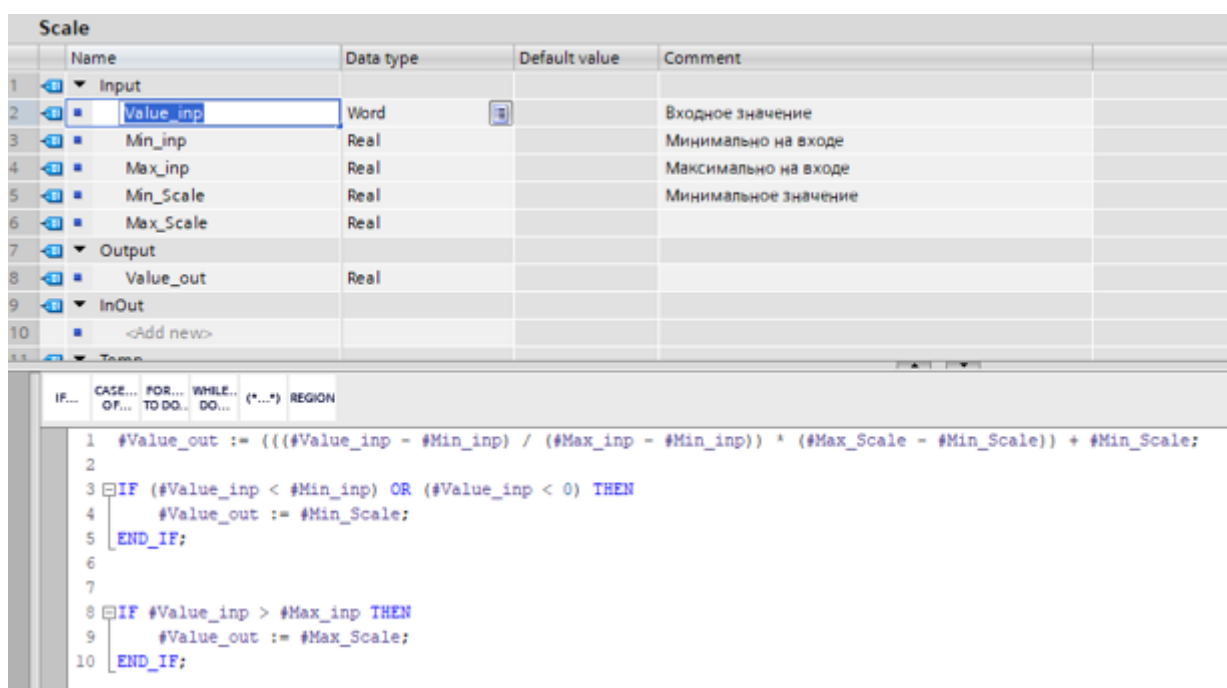 Scale
Name Data type Default value Comment
1 Input
2 Value_inp Word Входное значение
3 Min_inp Real Минимально на входе
4 Max_inp Real Максимально на входе
5 Min_Scale Real Минимальное значение
6 Max_Scale Real
7 Output
8 Value_out Real
9 InOut
10 <Add new>
11 Temp
IF... CASE... OF... FOR... TO DO... WHILE... DO... (*...*) REGION
1 #Value_out := (((#Value_inp - #Min_inp) / (#Max_inp - #Min_inp)) * (#Max_Scale - #Min_Scale)) + #Min_Scale;
2
3 IF (#Value_inp < #Min_inp) OR (#Value_inp < 0) THEN
4 #Value_out := #Min_Scale;
5 END_IF;
6
7
8 IF #Value_inp > #Max_inp THEN
9 #Value_out := #Max_Scale;
10 END_IF;